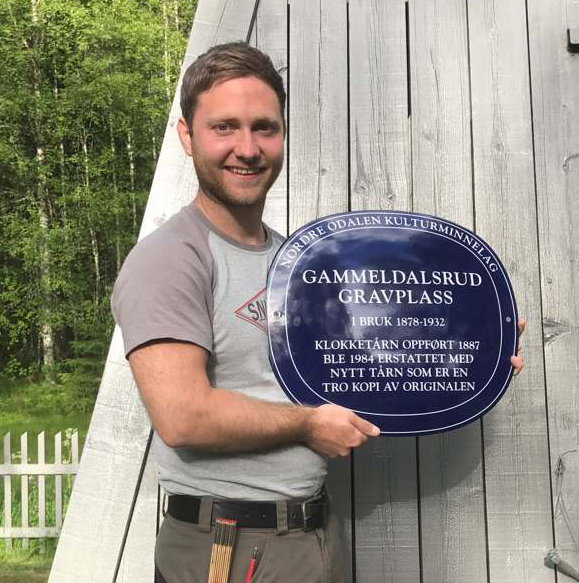 NORDRE ODALEN KULTURMINNELAG
GAMMELDALSRUD
GRAVPLASS
I BRUK 1878-1932
KLOKKETÅRN OPPFØRT 1887
BLE 1984 ERSTATTET MED
NYTT TÅRN SOM ER EN
TRO KOPI AV ORIGINALEN